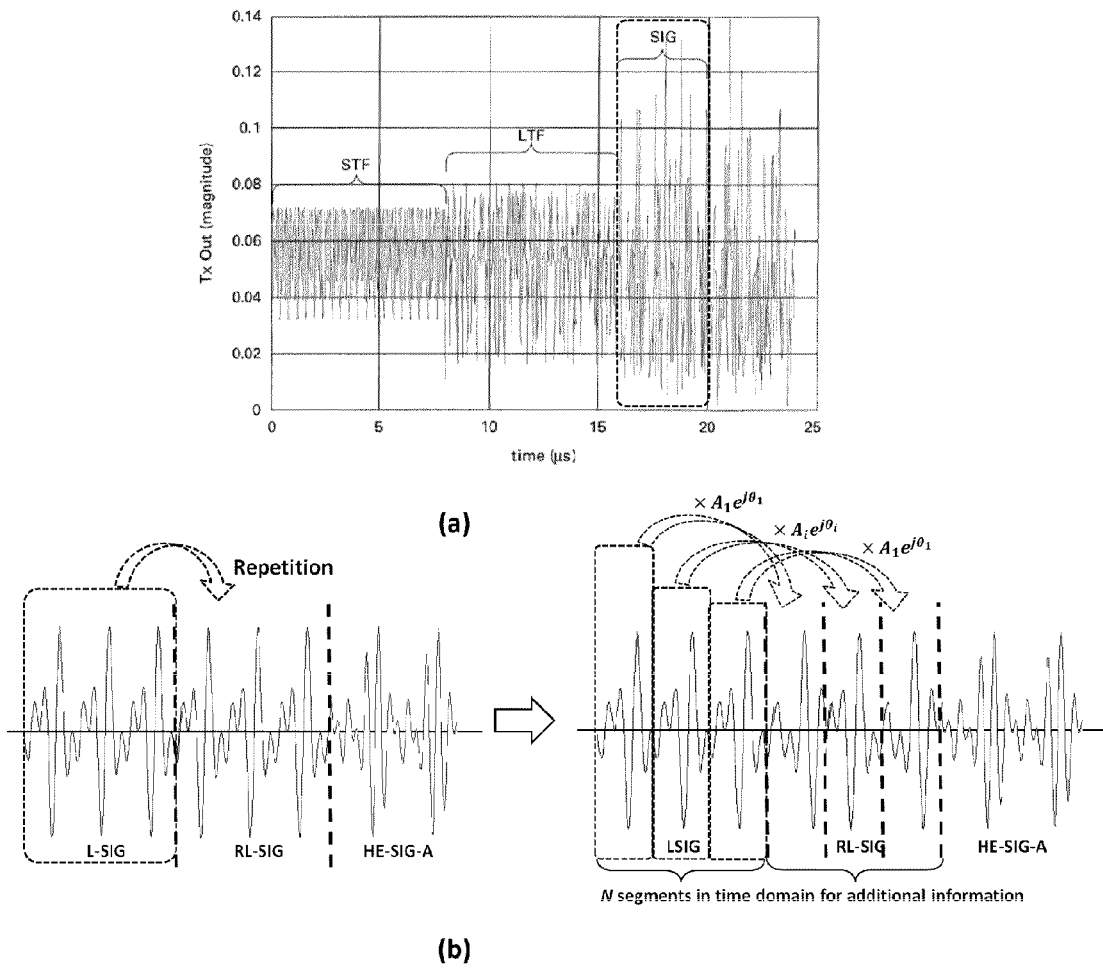 0.14
0.12
0.1
0.08
0.06
0.04
0.02
0
Tx Out (magnitude)
STF
LTF
SIG
0 5 10 15 20 25
time (µs)
(a)
Repetition
L-SIG RL-SIG HE-SIG-A
× A₁e^{jθ₁}
× Aᵢe^{jθᵢ}
× A₁e^{jθ₁}
LSIG RL-SIG HE-SIG-A
N segments in time domain for additional information
(b)